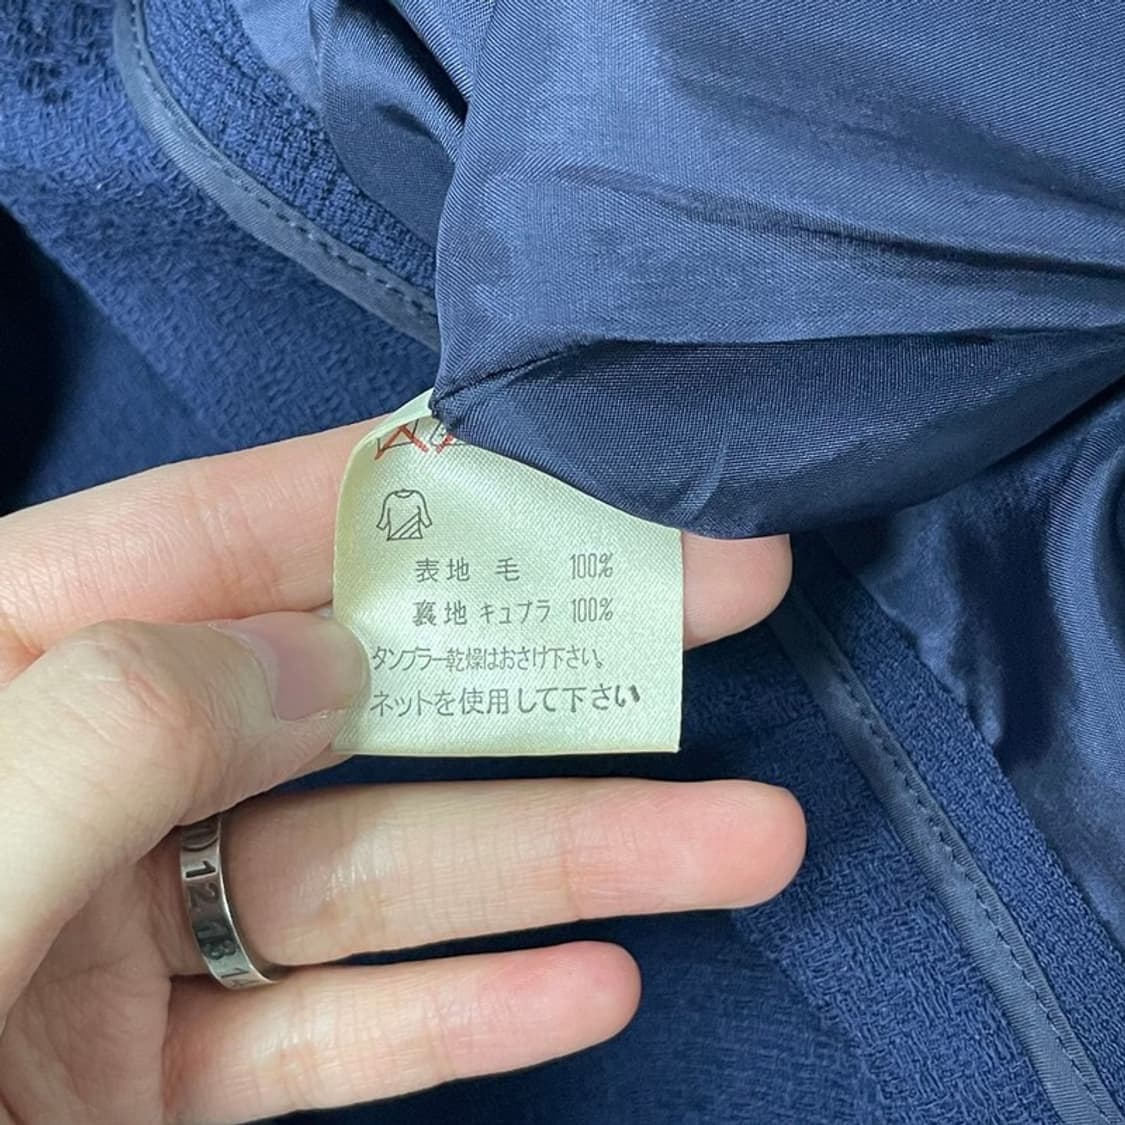 表地 毛 100%
裏地 キュプラ 100%
タンブラー乾燥はおさけ下さい。
ネットを使用して下さい